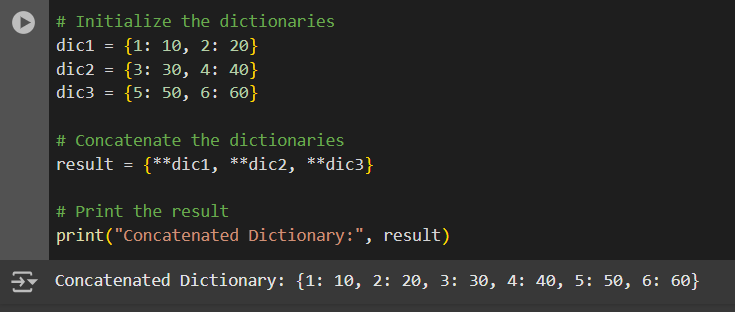 # Initialize the dictionaries
dic1 = {1: 10, 2: 20}
dic2 = {3: 30, 4: 40}
dic3 = {5: 50, 6: 60}
# Concatenate the dictionaries
result = {**dic1, **dic2, **dic3}
# Print the result
print("Concatenated Dictionary:", result)
Concatenated Dictionary: {1: 10, 2: 20, 3: 30, 4: 40, 5: 50, 6: 60}